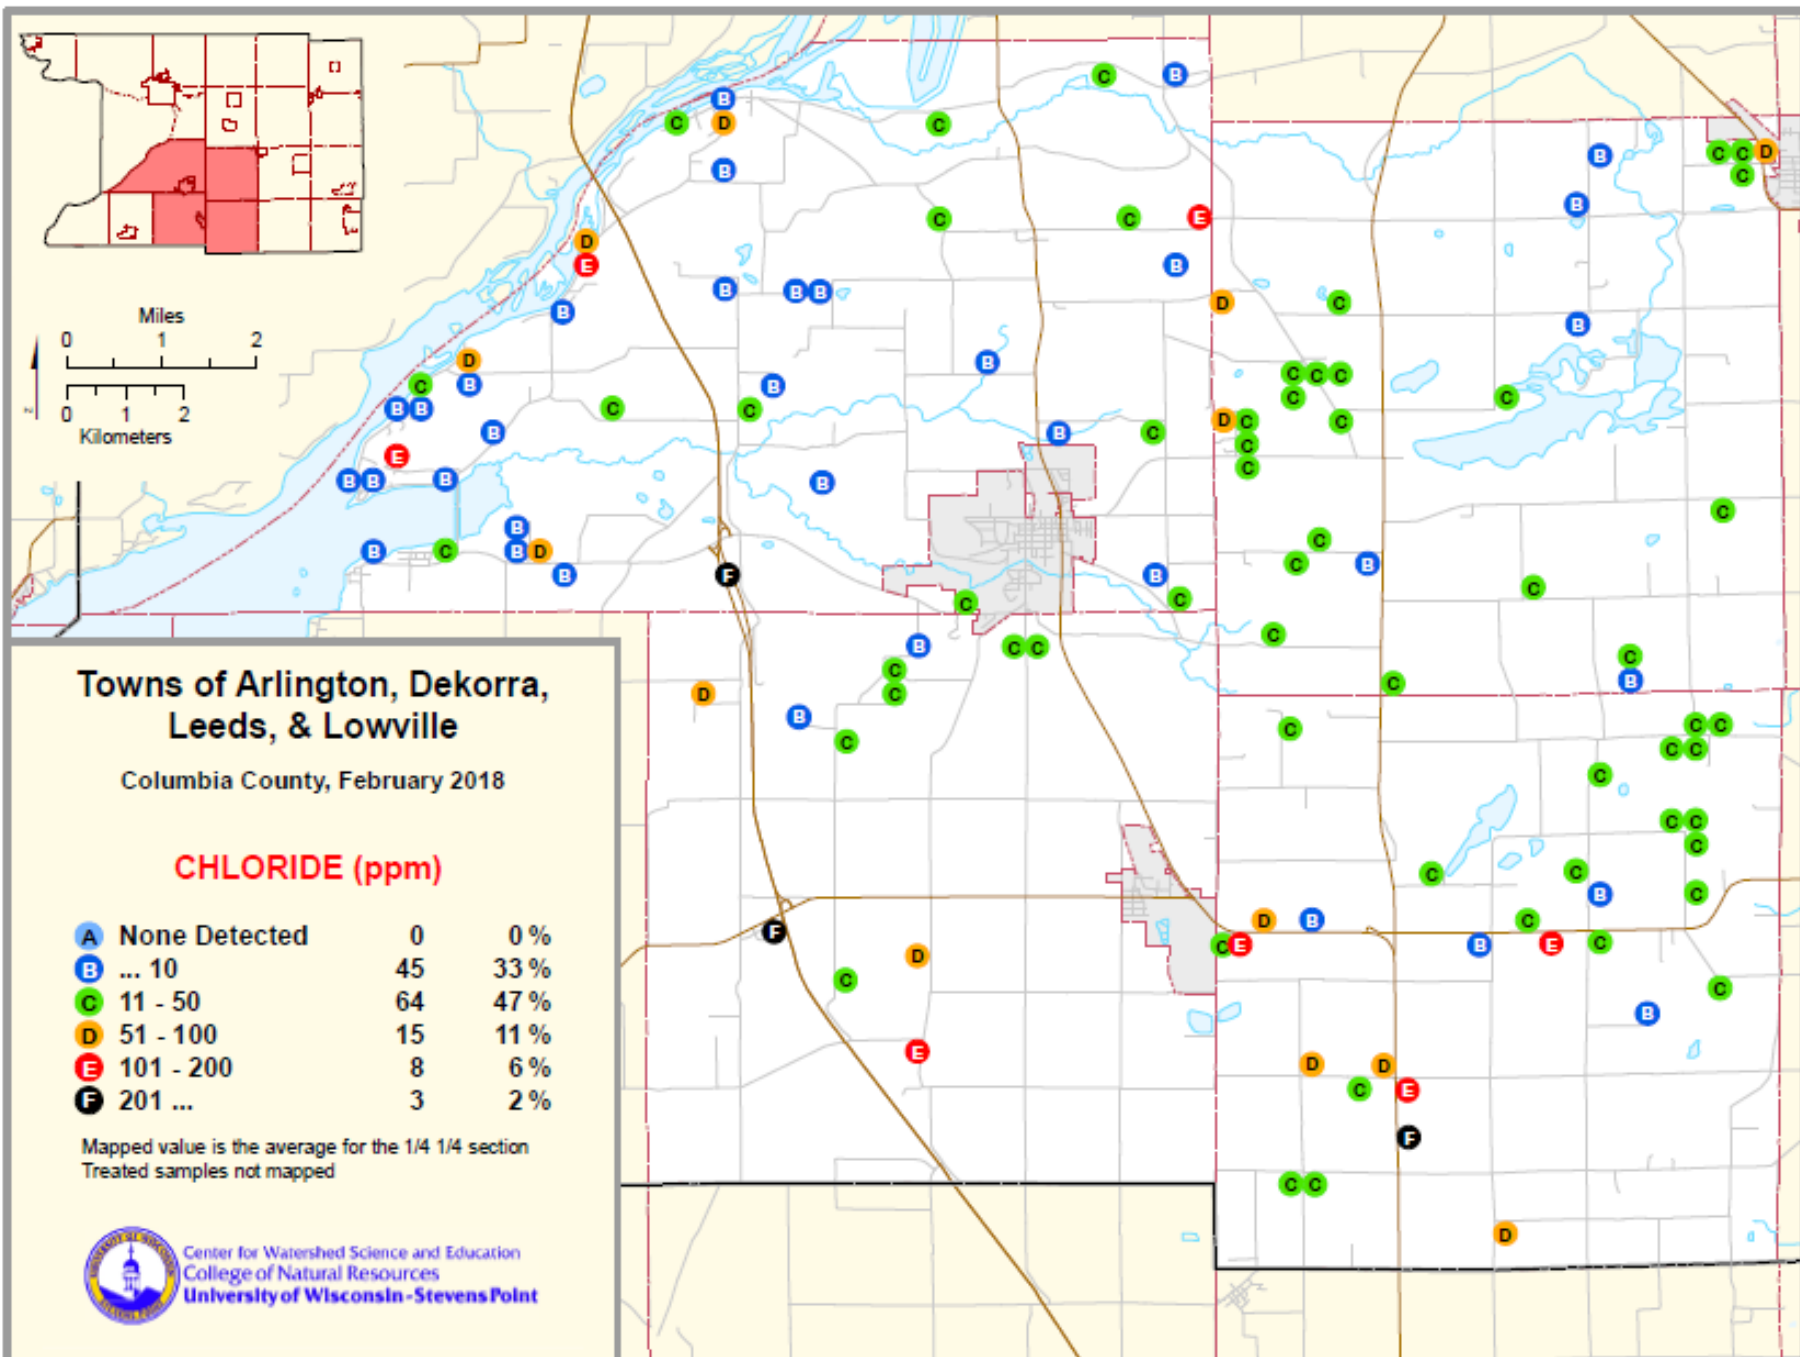 Miles
0 1 2
0 1 2
Kilometers
Towns of Arlington, Dekorra,
Leeds, & Lowville
Columbia County, February 2018
CHLORIDE (ppm)
A None Detected 0 0 %
B ... 10 45 33 %
C 11 - 50 64 47 %
D 51 - 100 15 11 %
E 101 - 200 8 6 %
F 201 ... 3 2 %
Mapped value is the average for the 1/4 1/4 section
Treated samples not mapped
Center for Watershed Science and Education
College of Natural Resources
University of Wisconsin - Stevens Point